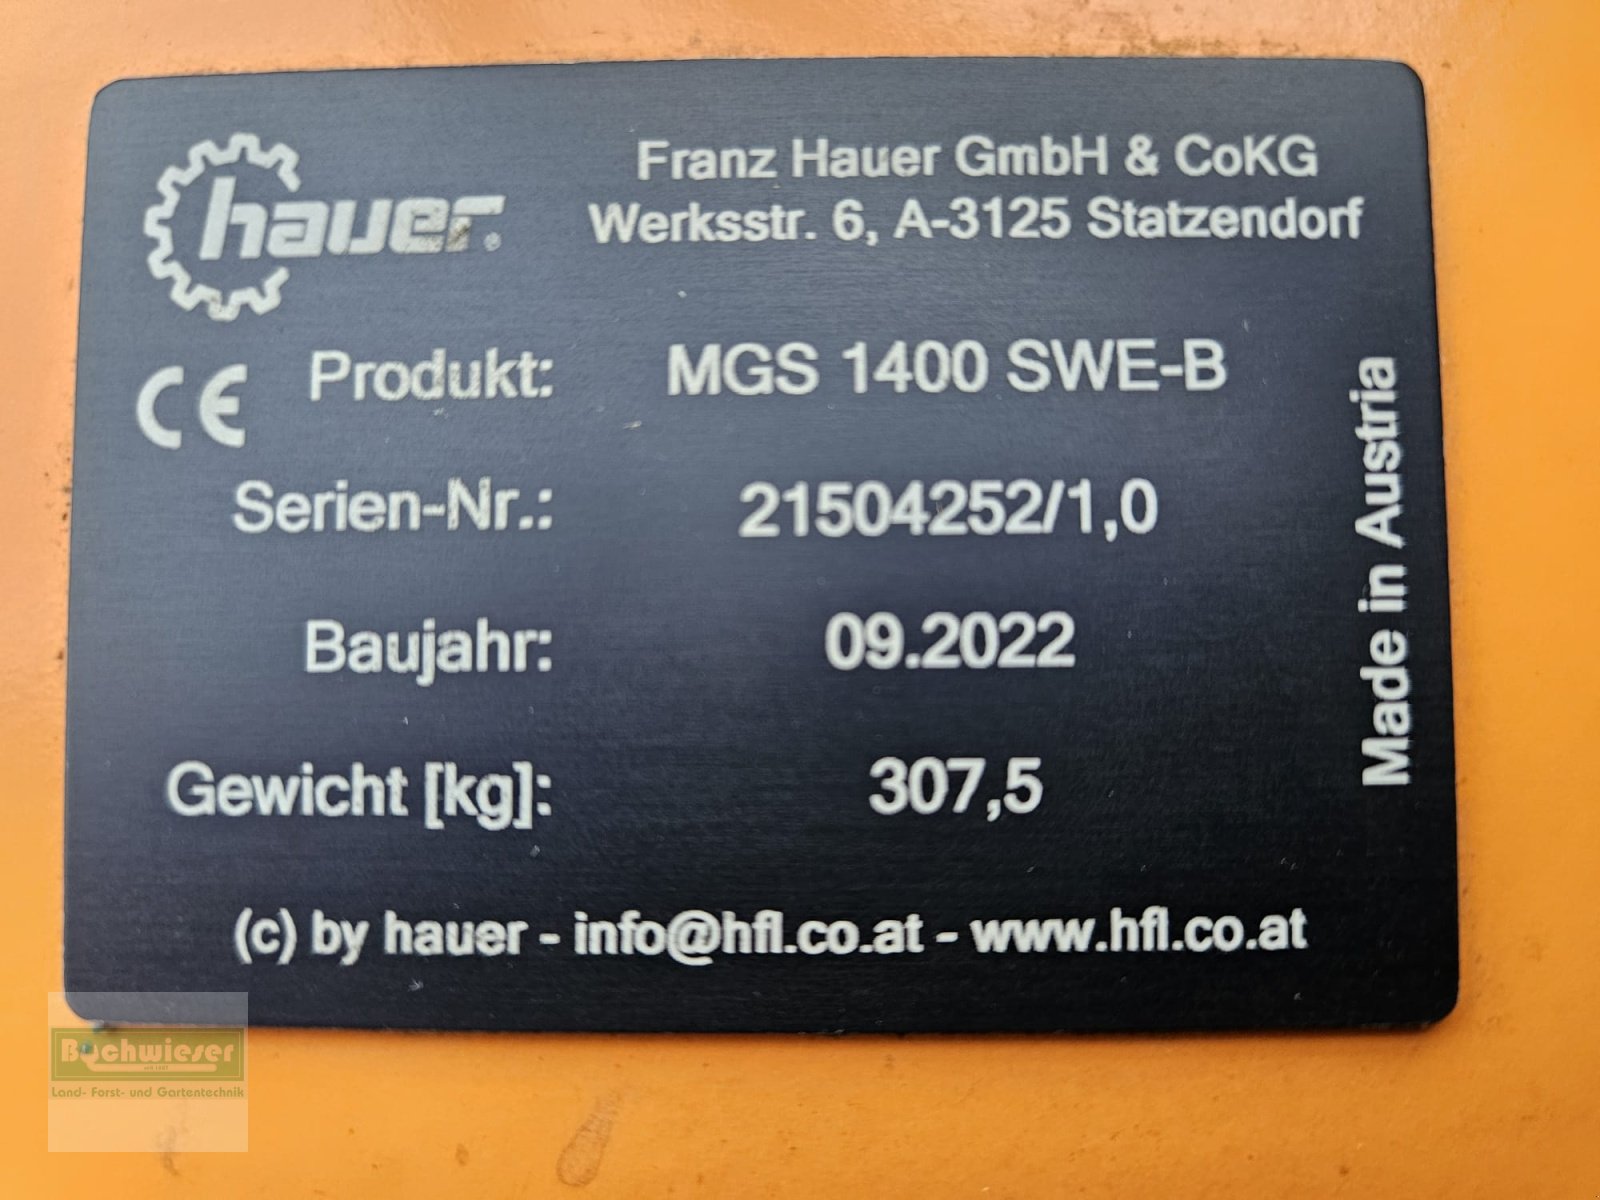 hauer®
Franz Hauer GmbH & CoKG
Werksstr. 6, A-3125 Statzendorf
CE
Produkt: MGS 1400 SWE-B
Serien-Nr.: 21504252/1,0
Baujahr: 09.2022
Gewicht [kg]: 307,5
Made in Austria
(c) by hauer - info@hfl.co.at - www.hfl.co.at
Buchwieser
Land- Forst- und Gartentechnik